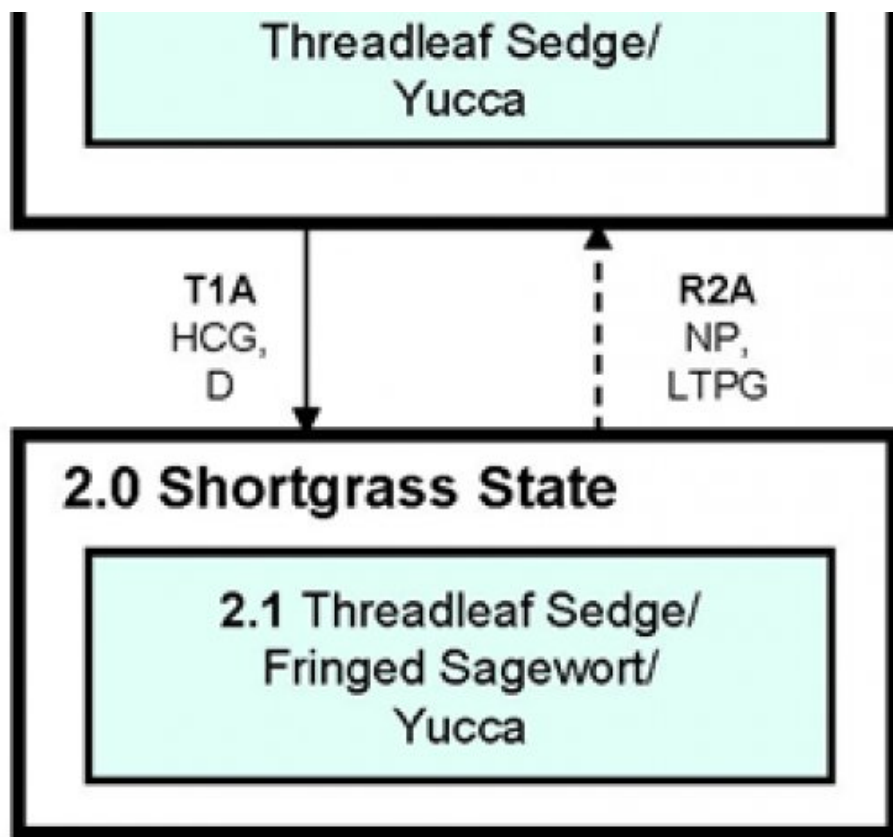 Threadleaf Sedge/
Yucca
T1A
HCG,
D
R2A
NP,
LTPG
2.0 Shortgrass State
2.1 Threadleaf Sedge/
Fringed Sagewort/
Yucca